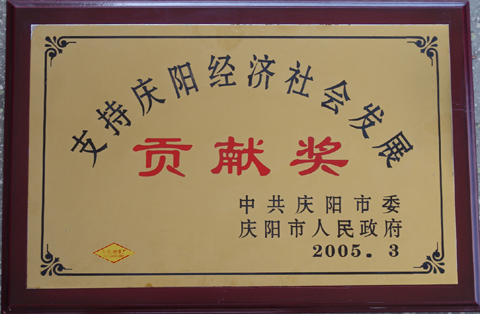 支持庆阳经济社会发展
贡献奖
中共庆阳市委
庆阳市人民政府
2005.3